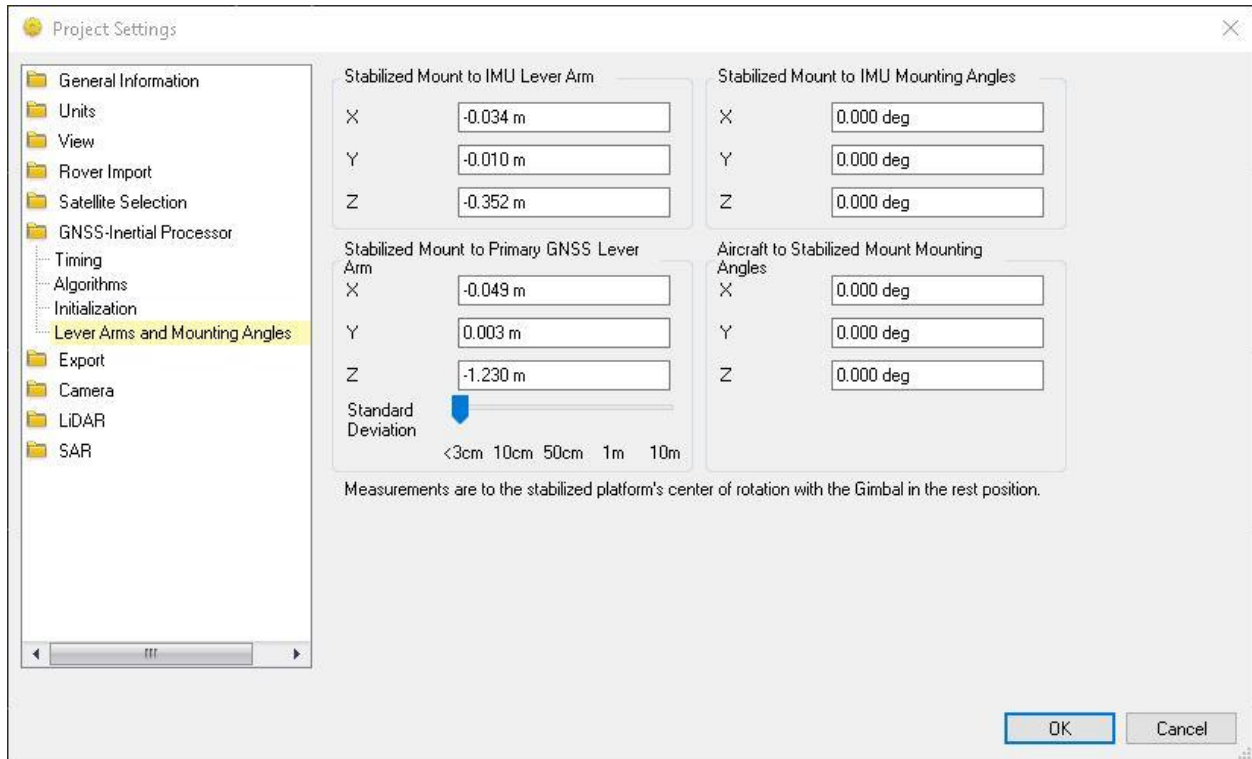 Project Settings
General Information
Units
View
Rover Import
Satellite Selection
GNSS-Inertial Processor
Timing
Algorithms
Initialization
Lever Arms and Mounting Angles
Export
Camera
LiDAR
SAR
Stabilized Mount to IMU Lever Arm
X -0.034 m
Y -0.010 m
Z -0.352 m
Stabilized Mount to IMU Mounting Angles
X 0.000 deg
Y 0.000 deg
Z 0.000 deg
Stabilized Mount to Primary GNSS Lever
Arm
X -0.049 m
Y 0.003 m
Z -1.230 m
Standard
Deviation
<3cm 10cm 50cm 1m 10m
Aircraft to Stabilized Mount Mounting
Angles
X 0.000 deg
Y 0.000 deg
Z 0.000 deg
Measurements are to the stabilized platform's center of rotation with the Gimbal in the rest position.
OK Cancel